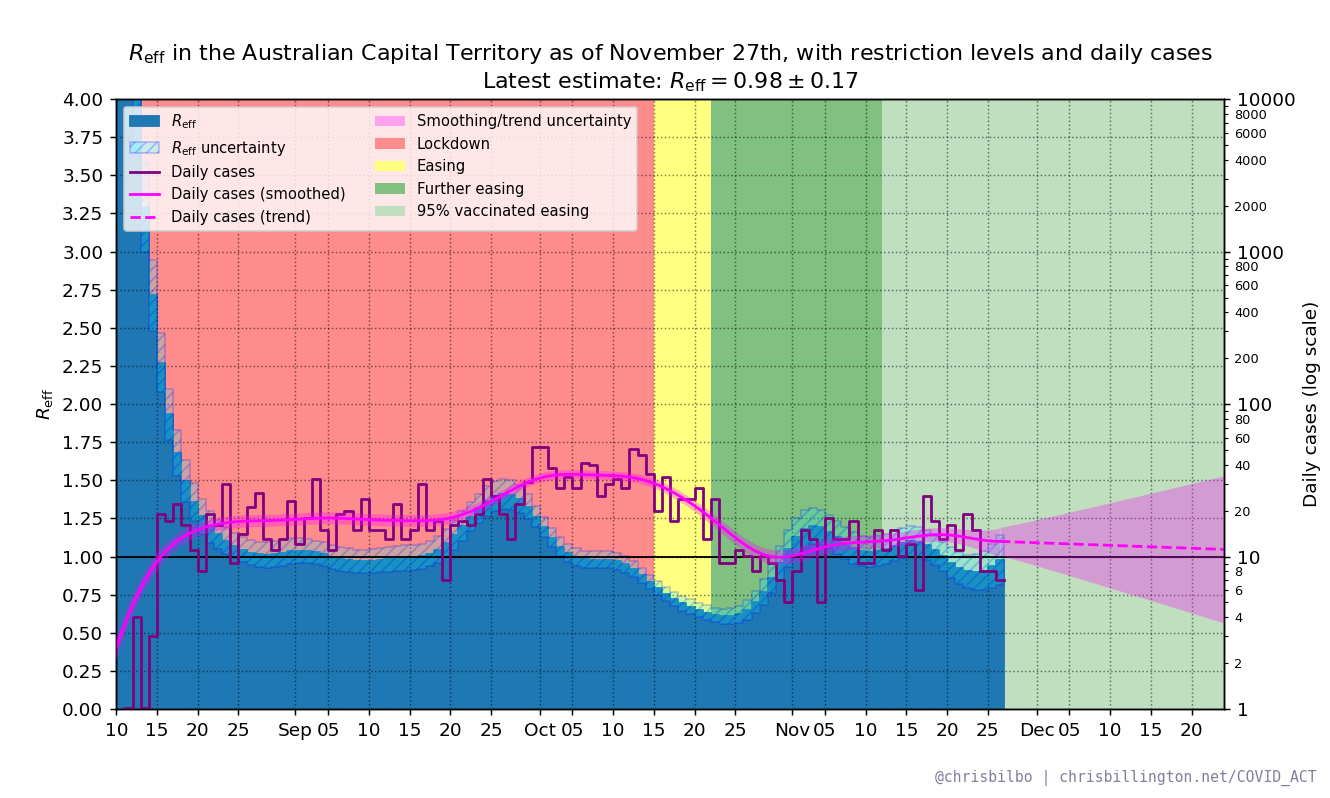 R_eff in the Australian Capital Territory as of November 27th, with restriction levels and daily cases
Latest estimate: R_eff = 0.98 ± 0.17
R_eff
4.00
3.75
3.50
3.25
3.00
2.75
2.50
2.25
2.00
1.75
1.50
1.25
1.00
0.75
0.50
0.25
0.00
R_eff
R_eff uncertainty
Daily cases
Daily cases (smoothed)
Daily cases (trend)
Smoothing/trend uncertainty
Lockdown
Easing
Further easing
95% vaccinated easing
10000
8000
6000
4000
2000
1000
800
600
400
200
100
80
60
40
20
10
8
6
4
2
1
Daily cases (log scale)
10 15 20 25 Sep 05 10 15 20 25 Oct 05 10 15 20 25 Nov 05 10 15 20 25 Dec 05 10 15 20
@chrisbilbo | chrisbillington.net/COVID_ACT